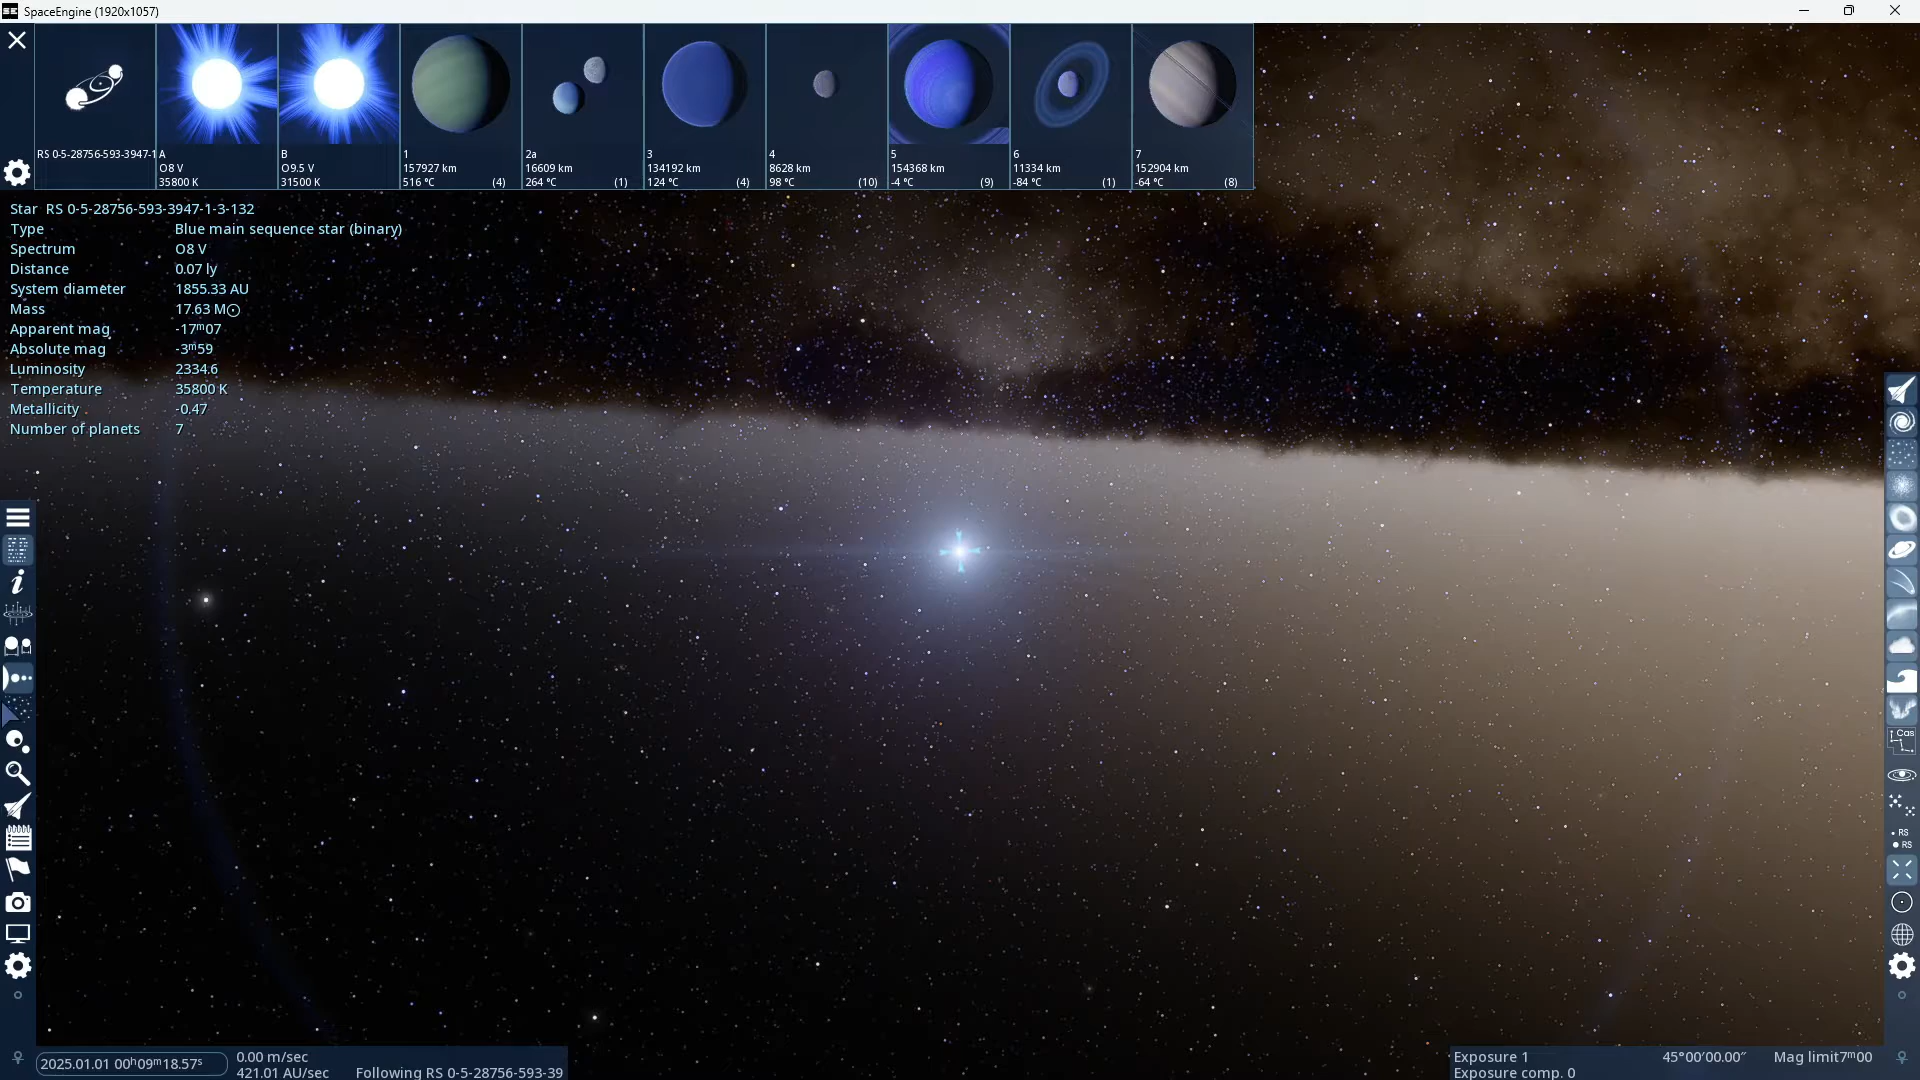 SpaceEngine (1920x1057)
RS 0-5-28756-593-3947-1
A
O8 V
35800 K
B
O9.5 V
31500 K
1
157927 km
516 °C (4)
2a
16609 km
264 °C (1)
3
134192 km
124 °C (4)
4
8628 km
98 °C (10)
5
154368 km
-4 °C (9)
6
11334 km
-84 °C (1)
7
152904 km
-64 °C (8)
Star RS 0-5-28756-593-3947-1-3-132
Type Blue main sequence star (binary)
Spectrum O8 V
Distance 0.07 ly
System diameter 1855.33 AU
Mass 17.63 M☉
Apparent mag -17ᵐ07
Absolute mag -3ᵐ59
Luminosity 2334.6
Temperature 35800 K
Metallicity -0.47
Number of planets 7
Cas
RS
RS
2025.01.01 00ʰ09ᵐ18.57ˢ
0.00 m/sec
421.01 AU/sec Following RS 0-5-28756-593-39
Exposure 1 45°00′00.00″ Mag limit7ᵐ00
Exposure comp. 0